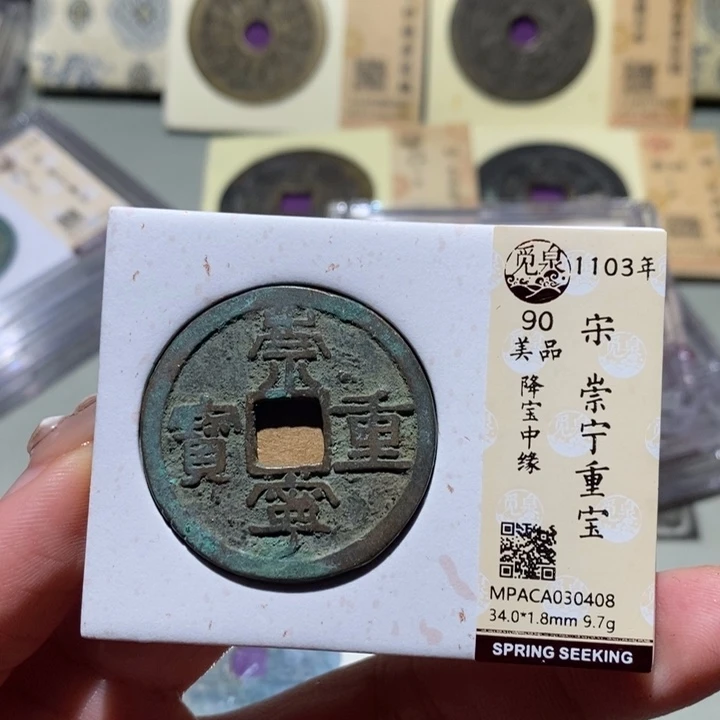 崇
重
寧
寶
觅泉
1103年
90
美品
降宝中缘
宋 崇宁重宝
MPACA030408
34.0*1.8mm 9.7g
SPRING SEEKING